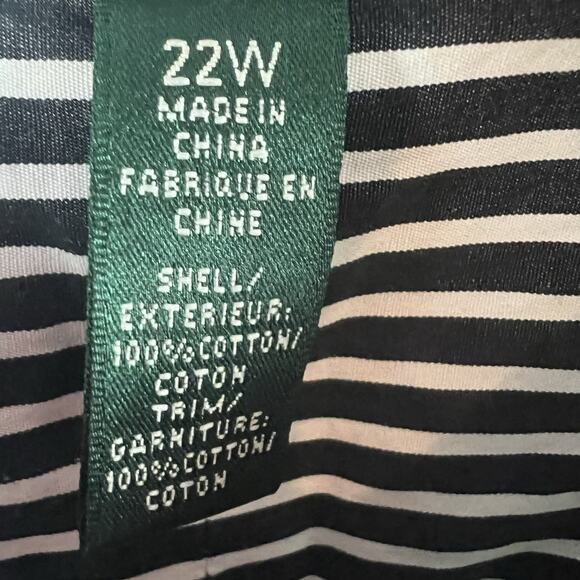 22W
MADE IN
CHINA
FABRIQUE EN
CHINE
SHELL/
EXTERIEUR:
100% COTTON/
COTON
TRIM/
GARNITURE:
100% COTTON/
COTON